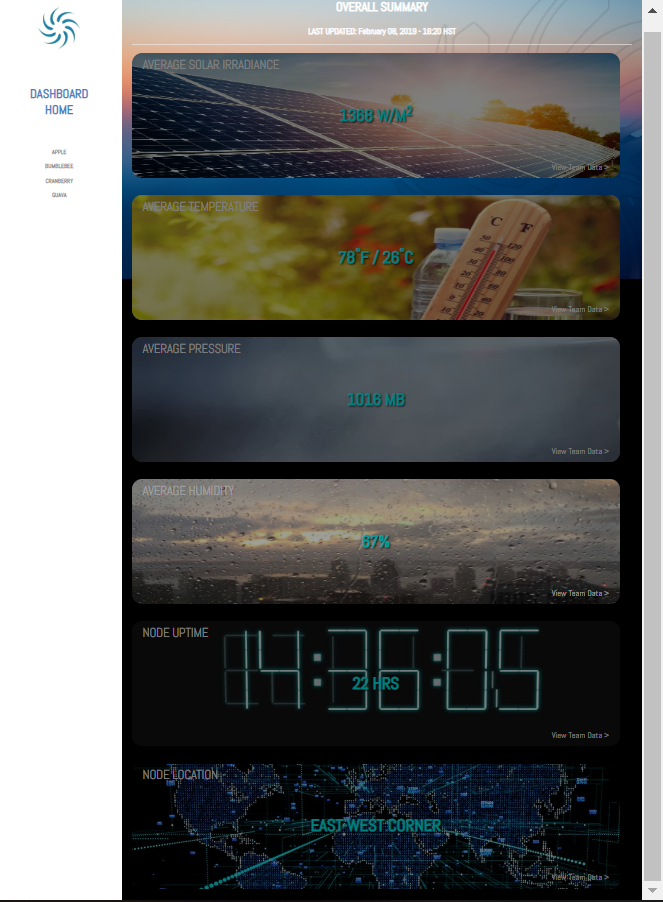 DASHBOARD
HOME
APPLE
BUMBLEBEE
CRANBERRY
GUAVA
OVERALL SUMMARY
LAST UPDATED: February 08, 2019 - 16:20 HST
AVERAGE SOLAR IRRADIANCE
1368 W/M²
View Team Data >
AVERAGE TEMPERATURE
C F
78°F / 26°C
View Team Data >
AVERAGE PRESSURE
1016 MB
View Team Data >
AVERAGE HUMIDITY
67%
View Team Data >
NODE UPTIME
14:36:05
22 HRS
View Team Data >
NODE LOCATION
EAST WEST CORNER
View Team Data >